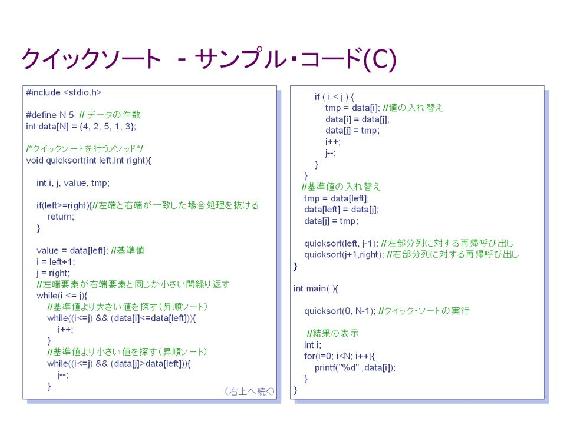 クイックソート - サンプル・コード(C)
#include <stdio.h>
#define N 5 // データの件数
int data[N] = {4, 2, 5, 1, 3};
/*クイックソートを行うメソッド*/
void quicksort(int left,int right){
int i, j, value, tmp;
if(left>=right){//左端と右端が一致した場合処理を抜ける
return;
}
value = data[left]; //基準値
i = left+1;
j = right;
//左端要素が右端要素と同じか小さい間繰り返す
while(i <= j){
//基準値より大きい値を探す（昇順ソート）
while((i<=j) && (data[i]<=data[left])){
i++;
}
//基準値より小さい値を探す（昇順ソート）
while((i<=j) && (data[j]>data[left])){
j--;
}
（右上へ続く）
if ( i < j ) {
tmp = data[i]; //値の入れ替え
data[i] = data[j];
data[j] = tmp;
i++;
j--;
}
}
//基準値の入れ替え
tmp = data[left];
data[left] = data[j];
data[j] = tmp;
quicksort(left, j-1); //左部分列に対する再帰呼び出し
quicksort(j+1,right); //右部分列に対する再帰呼び出し
}
int main(){
quicksort(0, N-1); //クイック・ソートの実行
//結果の表示
int i;
for(i=0; i<N; i++){
printf("%d" ,data[i]);
}
}